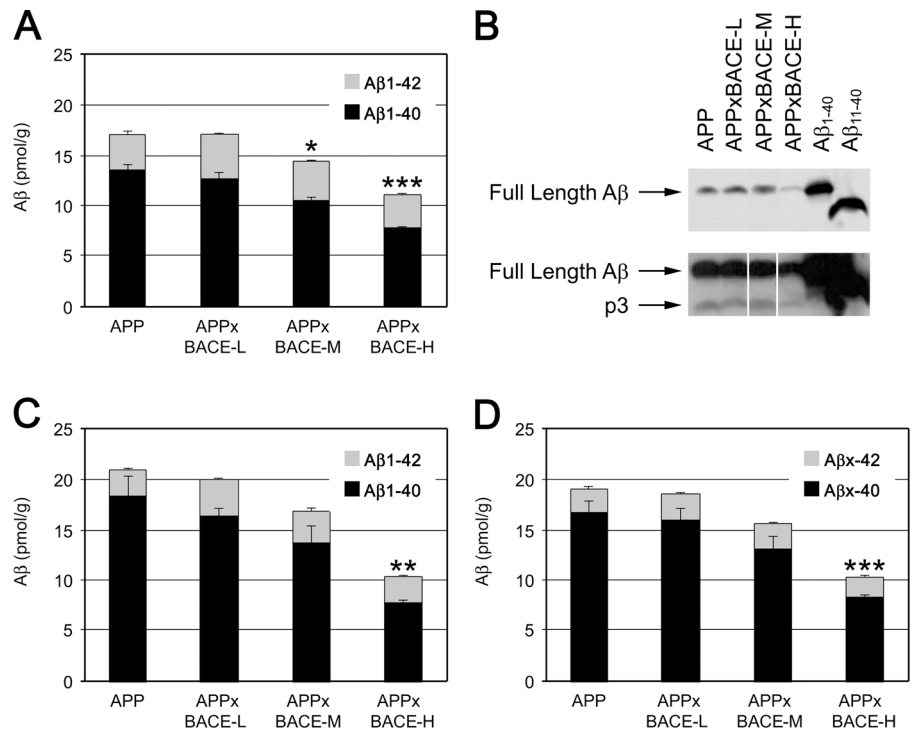 A
25
20
15
10
5
0
Aβ (pmol/g)
Aβ1-42
Aβ1-40
*
***
APP
APPx
BACE-L
APPx
BACE-M
APPx
BACE-H
B
APP
APPxBACE-L
APPxBACE-M
APPxBACE-H
Aβ1-40
Aβ11-40
Full Length Aβ
Full Length Aβ
p3
C
25
20
15
10
5
0
Aβ (pmol/g)
Aβ1-42
Aβ1-40
**
APP
APPx
BACE-L
APPx
BACE-M
APPx
BACE-H
D
25
20
15
10
5
0
Aβ (pmol/g)
Aβx-42
Aβx-40
***
APP
APPx
BACE-L
APPx
BACE-M
APPx
BACE-H